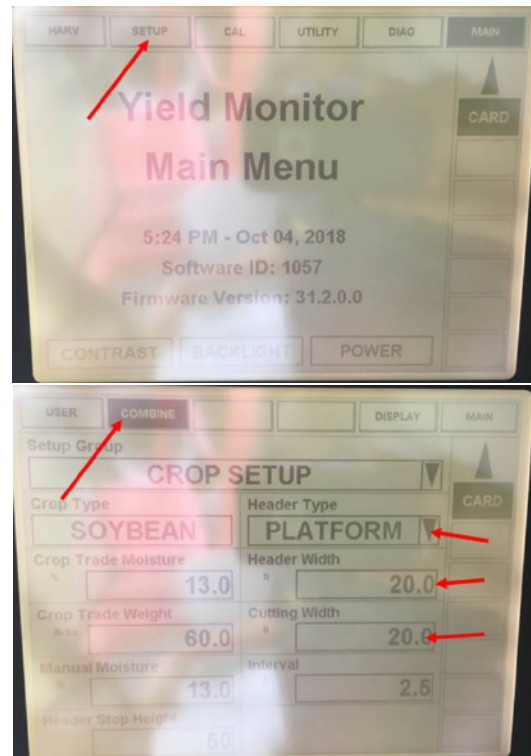 HARV SETUP CAL UTILITY DIAG MAIN
Yield Monitor
CARD
Main Menu
5:24 PM - Oct 04, 2018
Software ID: 1057
Firmware Version: 31.2.0.0
CONTRAST BACKLIGHT POWER
USER COMBINE DISPLAY MAIN
Setup Group
CROP SETUP
CARD
Crop Type Header Type
SOYBEAN PLATFORM
Crop Trade Moisture Header Width
% 13.0 ft 20.0
Crop Trade Weight Cutting Width
60.0 ft 20.0
Manual Moisture Interval
% 13.0 2.5
Header Stop Height
50